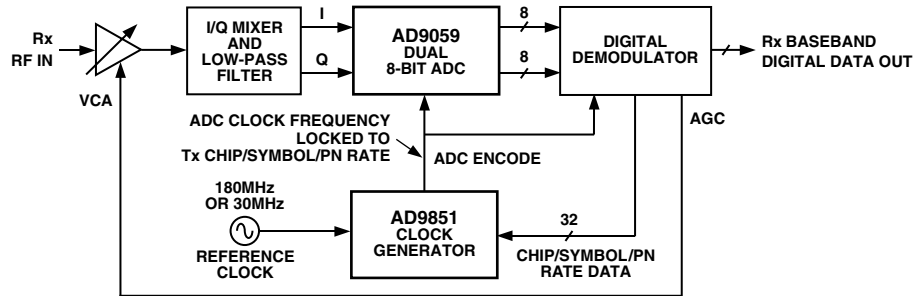 Rx
RF IN
VCA
I/Q MIXER
AND
LOW-PASS
FILTER
I
Q
AD9059
DUAL
8-BIT ADC
8
8
DIGITAL
DEMODULATOR
Rx BASEBAND
DIGITAL DATA OUT
AGC
ADC CLOCK FREQUENCY
LOCKED TO
Tx CHIP/SYMBOL/PN RATE
ADC ENCODE
180MHz
OR 30MHz
REFERENCE
CLOCK
AD9851
CLOCK
GENERATOR
32
CHIP/SYMBOL/PN
RATE DATA